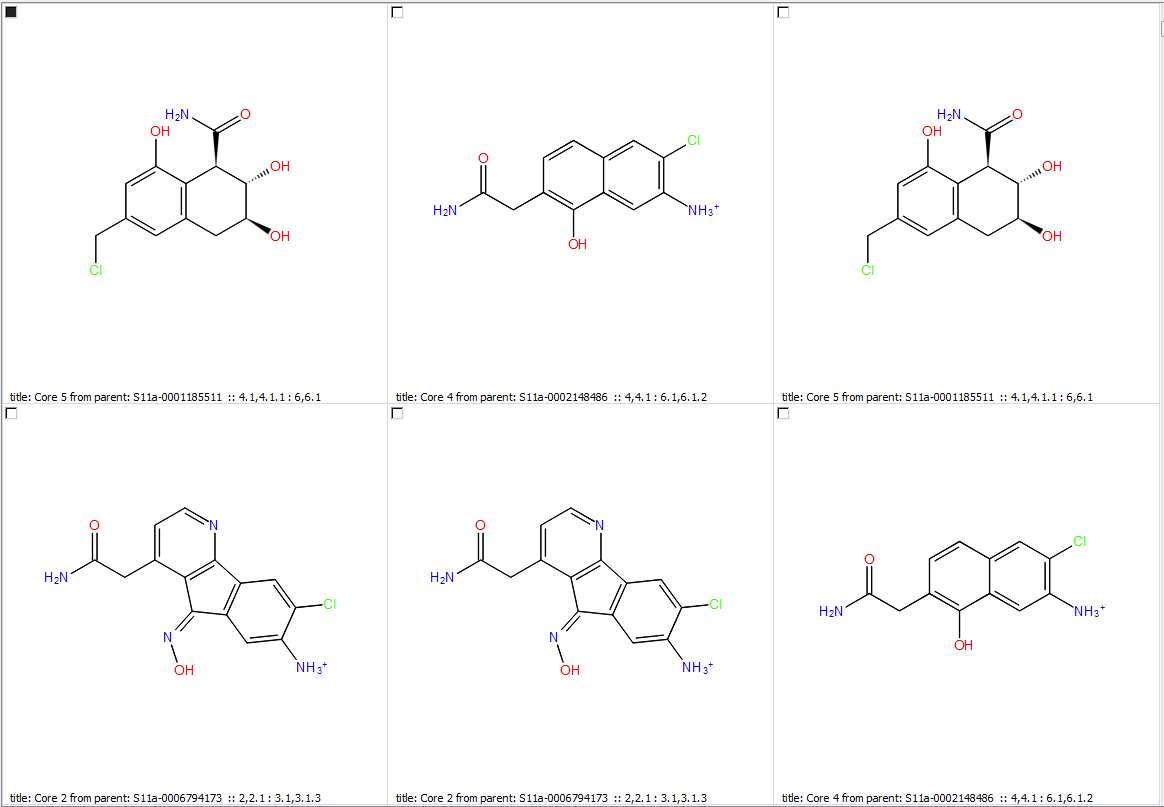 H₂N O
OH
OH
OH
Cl
title: Core 5 from parent: S11a-0001185511 :: 4.1,4.1.1 : 6,6.1
Cl
O
H₂N NH₃⁺
OH
title: Core 4 from parent: S11a-0002148486 :: 4,4.1 : 6.1,6.1.2
H₂N O
OH
OH
OH
Cl
title: Core 5 from parent: S11a-0001185511 :: 4.1,4.1.1 : 6,6.1
O N
H₂N
Cl
N
OH NH₃⁺
title: Core 2 from parent: S11a-0006794173 :: 2,2.1 : 3.1,3.1.3
O N
H₂N
Cl
N
OH NH₃⁺
title: Core 2 from parent: S11a-0006794173 :: 2,2.1 : 3.1,3.1.3
Cl
O
H₂N NH₃⁺
OH
title: Core 4 from parent: S11a-0002148486 :: 4,4.1 : 6.1,6.1.2